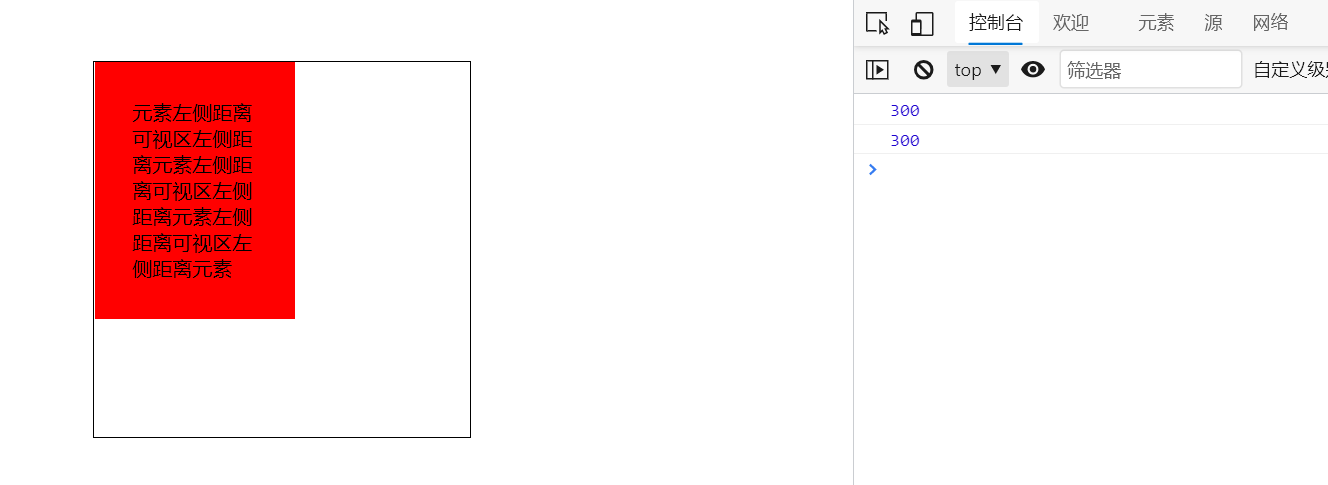 元素左侧距离
可视区左侧距
离元素左侧距
离可视区左侧
距离元素左侧
距离可视区左
侧距离元素
控制台 欢迎 元素 源 网络
top ▼ 筛选器 自定义级
300
300